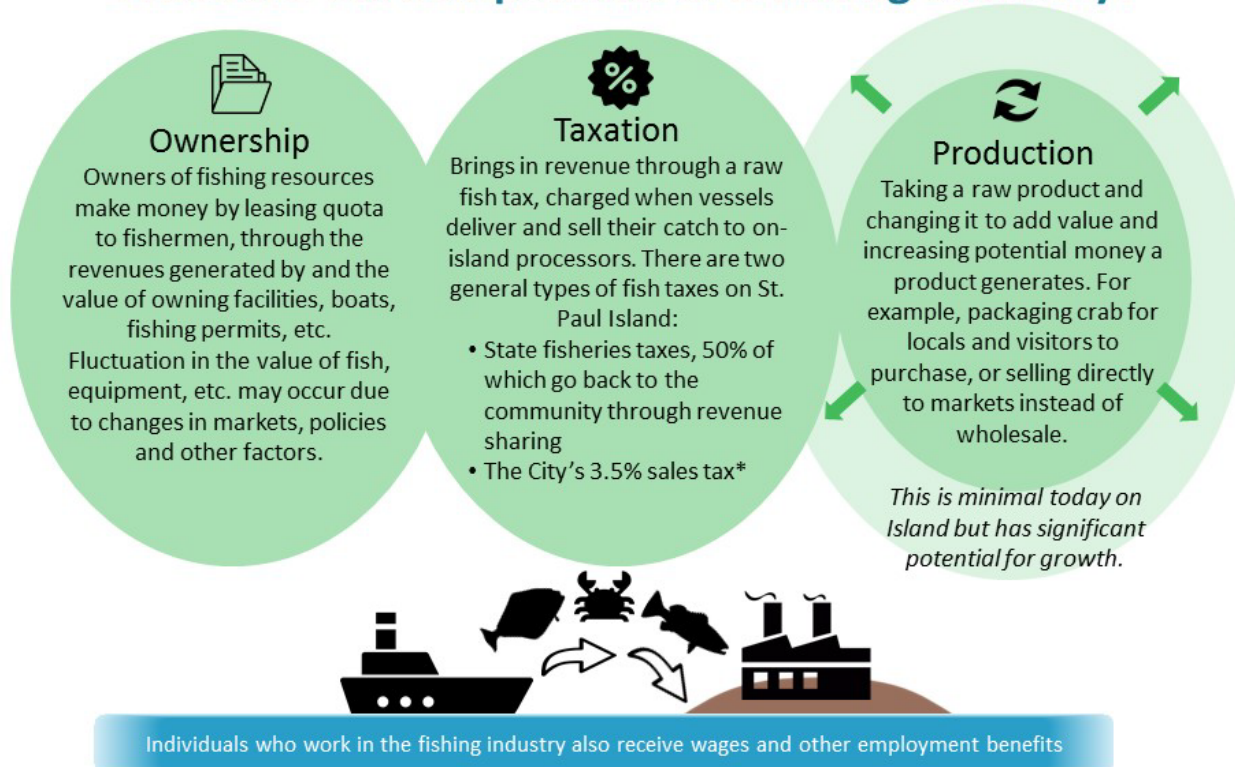 Ownership
Owners of fishing resources
make money by leasing quota
to fishermen, through the
revenues generated by and the
value of owning facilities, boats,
fishing permits, etc.
Fluctuation in the value of fish,
equipment, etc. may occur due
to changes in markets, policies
and other factors.
%
Taxation
Brings in revenue through a raw
fish tax, charged when vessels
deliver and sell their catch to on-
island processors. There are two
general types of fish taxes on St.
Paul Island:
• State fisheries taxes, 50% of
which go back to the
community through revenue
sharing
• The City's 3.5% sales tax*
Production
Taking a raw product and
changing it to add value and
increasing potential money a
product generates. For
example, packaging crab for
locals and visitors to
purchase, or selling directly
to markets instead of
wholesale.
This is minimal today on
Island but has significant
potential for growth.
Individuals who work in the fishing industry also receive wages and other employment benefits